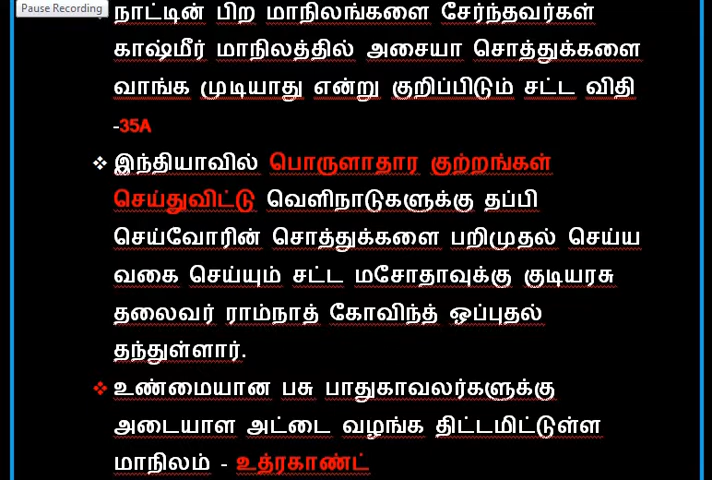 Pause Recording
நாட்டின் பிற மாநிலங்களை சேர்ந்தவர்கள்
காஷ்மீர் மாநிலத்தில் அசையா சொத்துக்களை
வாங்க முடியாது என்று குறிப்பிடும் சட்ட விதி
-35A
❖ இந்தியாவில் பொருளாதார குற்றங்கள்
செய்துவிட்டு வெளிநாடுகளுக்கு தப்பி
செய்வோரின் சொத்துக்களை பறிமுதல் செய்ய
வகை செய்யும் சட்ட மசோதாவுக்கு குடியரசு
தலைவர் ராம்நாத் கோவிந்த் ஒப்புதல்
தந்துள்ளார்.
❖ உண்மையான பசு பாதுகாவலர்களுக்கு
அடையாள அட்டை வழங்க திட்டமிட்டுள்ள
மாநிலம் - உத்ரகாண்ட்